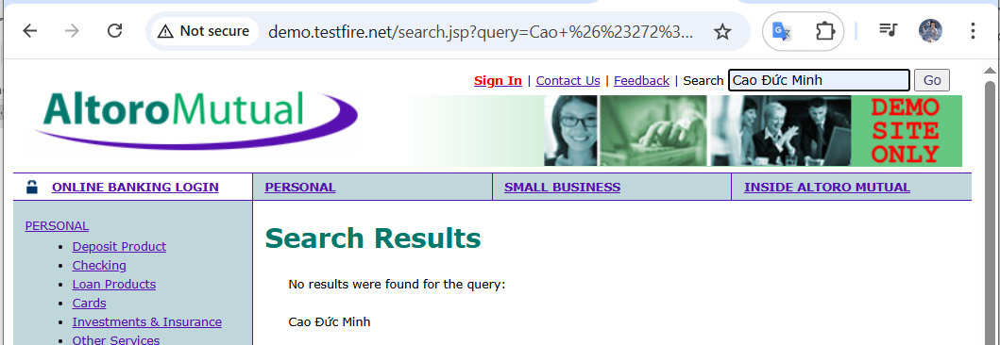 Not secure demo.testfire.net/search.jsp?query=Cao+%26%23272%3...
Sign In | Contact Us | Feedback | Search Cao Đức Minh Go
AltoroMutual
DEMO
SITE
ONLY
ONLINE BANKING LOGIN PERSONAL SMALL BUSINESS INSIDE ALTORO MUTUAL
PERSONAL
Deposit Product
Checking
Loan Products
Cards
Investments & Insurance
Other Services
Search Results
No results were found for the query:
Cao Đức Minh